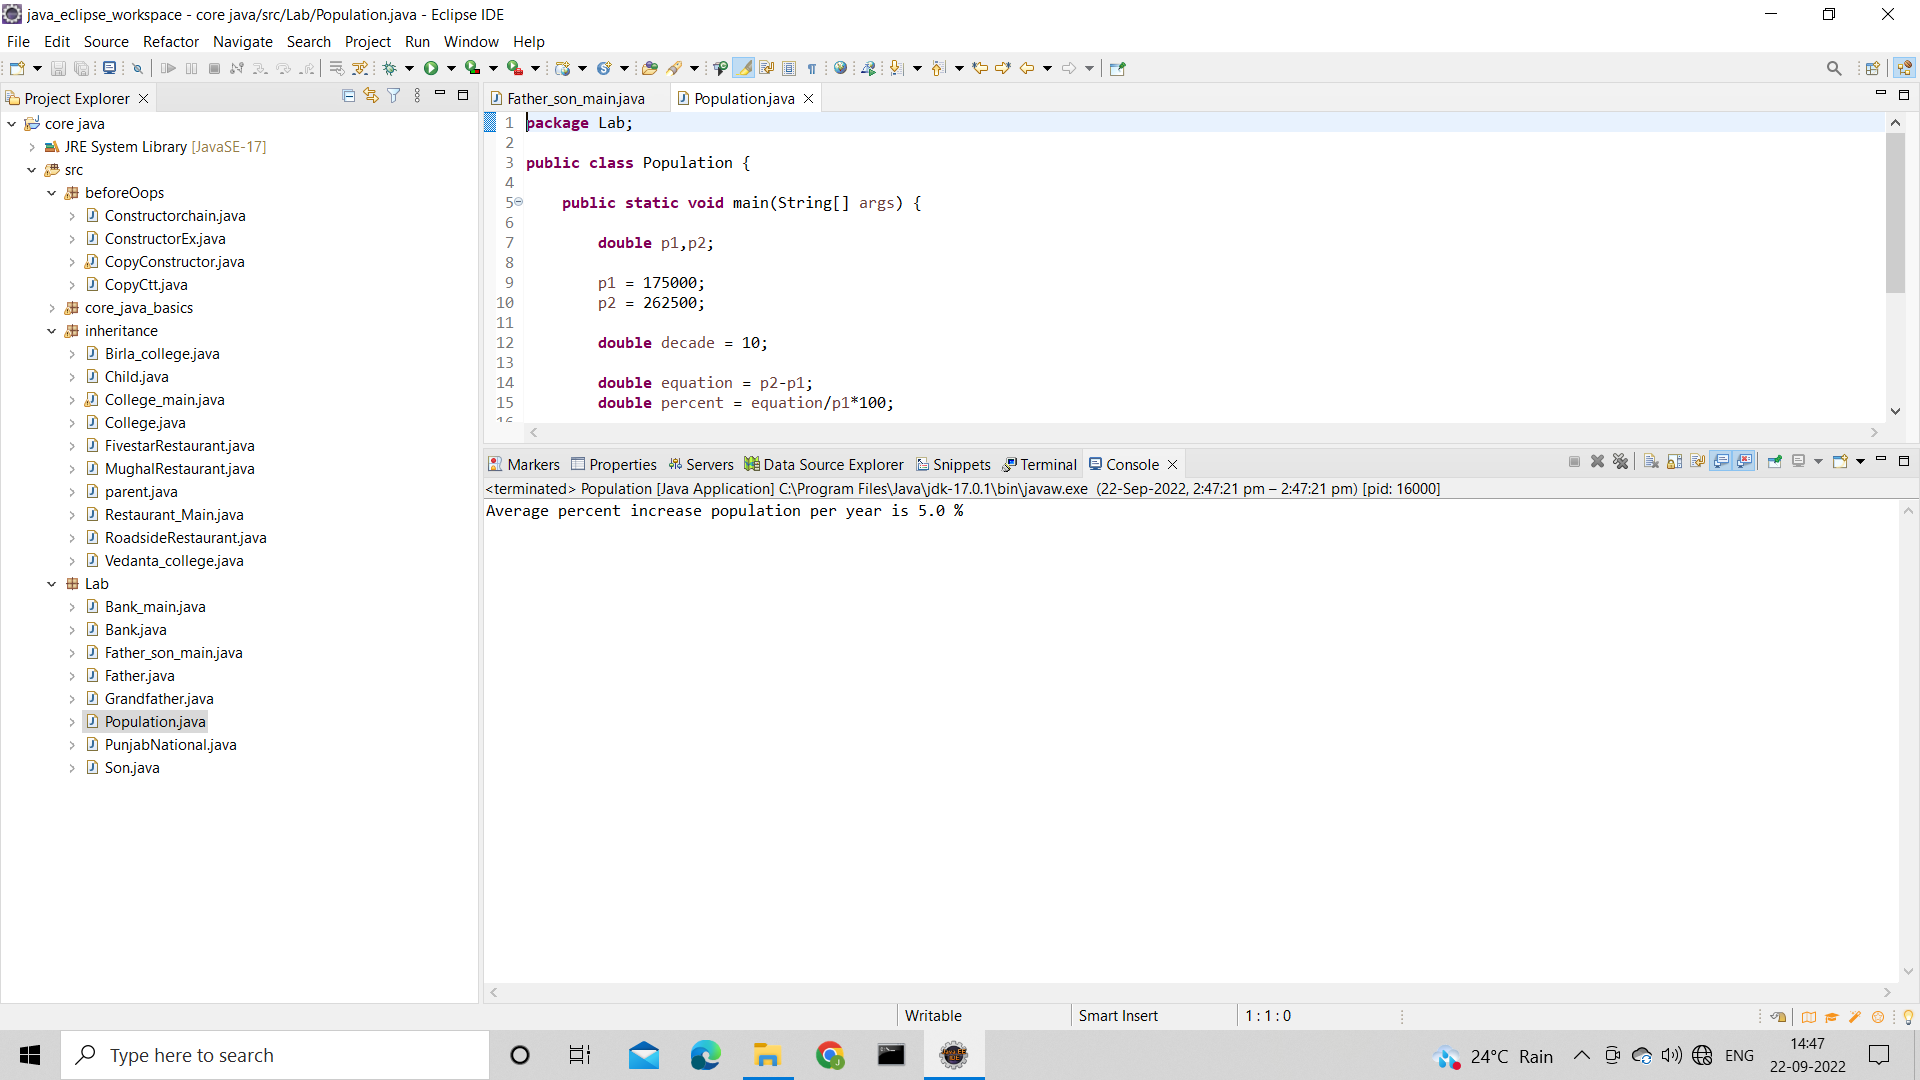 java_eclipse_workspace - core java/src/Lab/Population.java - Eclipse IDE
File Edit Source Refactor Navigate Search Project Run Window Help
Project Explorer
core java
JRE System Library [JavaSE-17]
src
beforeOops
Constructorchain.java
ConstructorEx.java
CopyConstructor.java
CopyCtt.java
core_java_basics
inheritance
Birla_college.java
Child.java
College_main.java
College.java
FivestarRestaurant.java
MughalRestaurant.java
parent.java
Restaurant_Main.java
RoadsideRestaurant.java
Vedanta_college.java
Lab
Bank_main.java
Bank.java
Father_son_main.java
Father.java
Grandfather.java
Population.java
PunjabNational.java
Son.java
Father_son_main.java Population.java
1 package Lab;
2
3 public class Population {
4
5 public static void main(String[] args) {
6
7 double p1,p2;
8
9 p1 = 175000;
10 p2 = 262500;
11
12 double decade = 10;
13
14 double equation = p2-p1;
15 double percent = equation/p1*100;
16
Markers Properties Servers Data Source Explorer Snippets Terminal Console
<terminated> Population [Java Application] C:\Program Files\Java\jdk-17.0.1\bin\javaw.exe (22-Sep-2022, 2:47:21 pm – 2:47:21 pm) [pid: 16000]
Average percent increase population per year is 5.0 %
Writable Smart Insert 1 : 1 : 0
Type here to search
24°C Rain ENG
14:47
22-09-2022